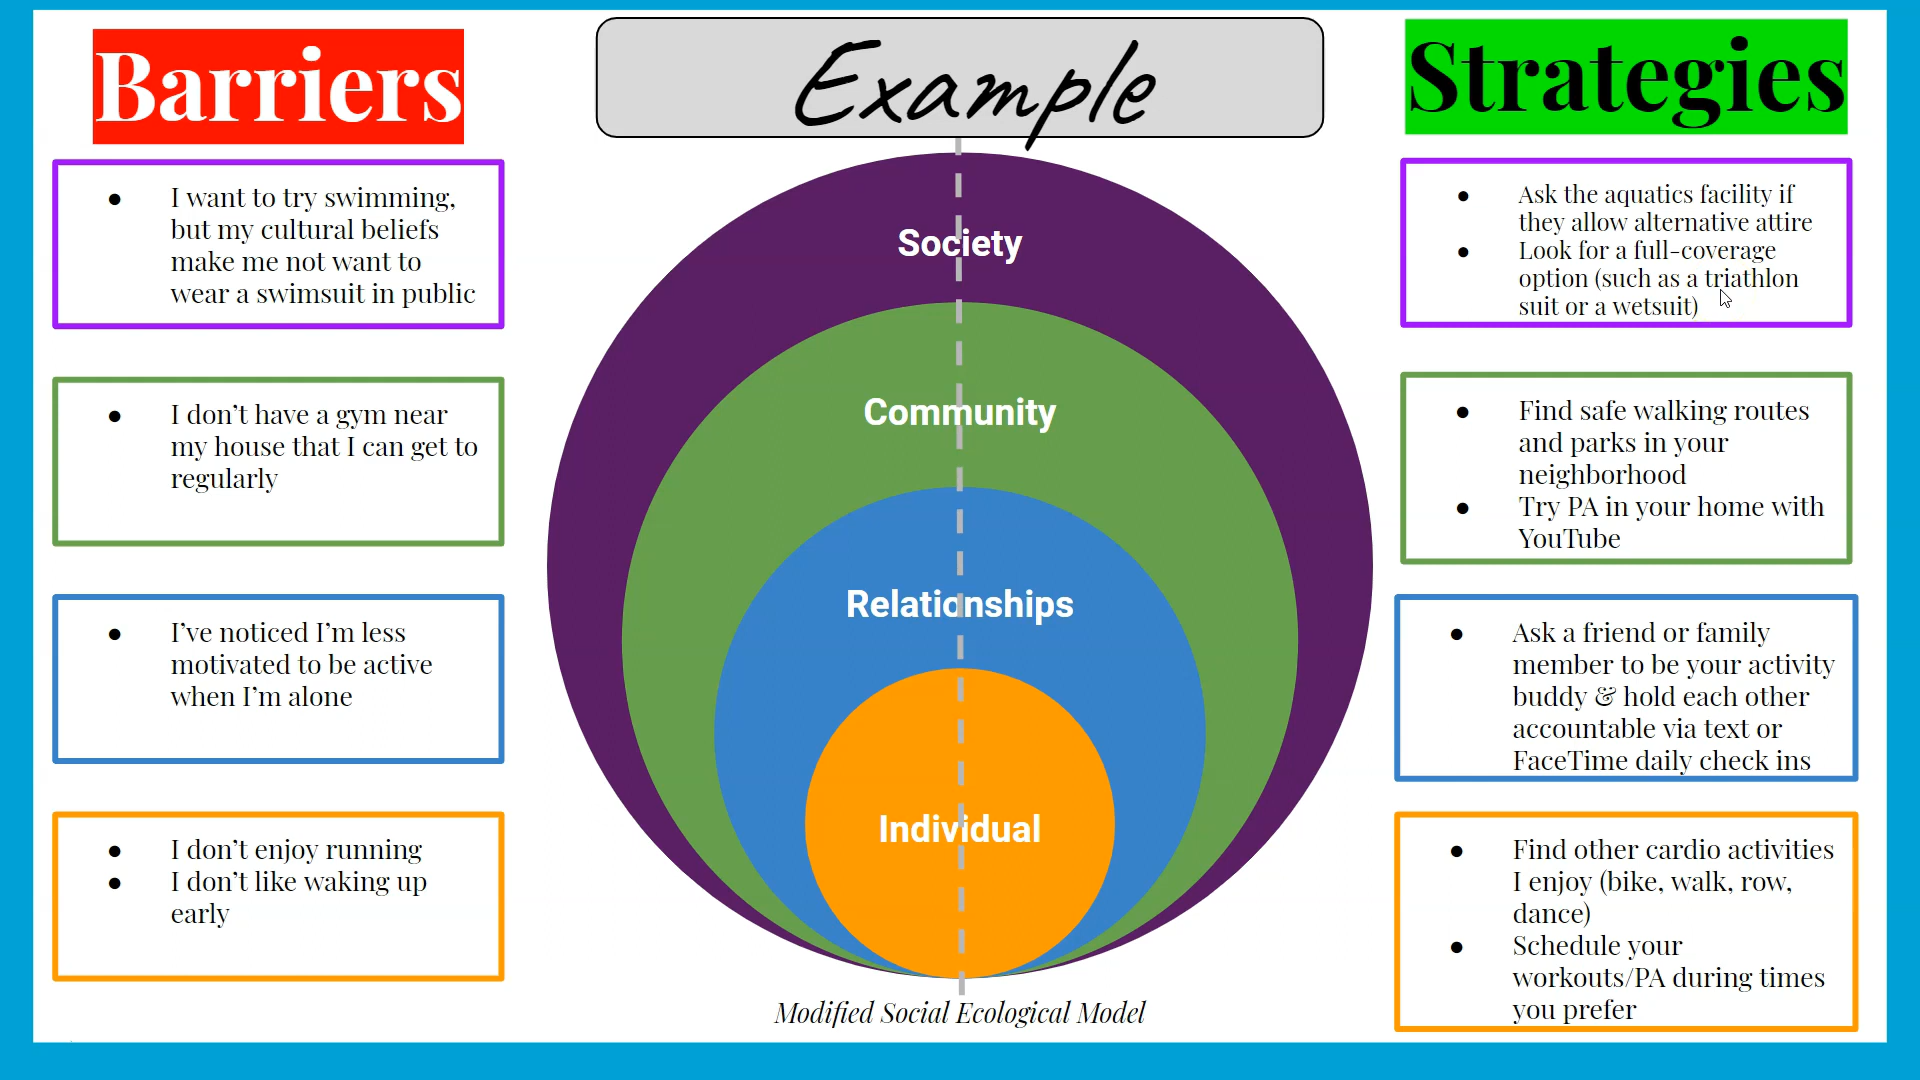 Barriers
Example
Strategies
● I want to try swimming,
but my cultural beliefs
make me not want to
wear a swimsuit in public
● I don’t have a gym near
my house that I can get to
regularly
● I’ve noticed I’m less
motivated to be active
when I’m alone
● I don’t enjoy running
● I don’t like waking up
early
Society
Community
Relationships
Individual
Modified Social Ecological Model
● Ask the aquatics facility if
they allow alternative attire
● Look for a full-coverage
option (such as a triathlon
suit or a wetsuit)
● Find safe walking routes
and parks in your
neighborhood
● Try PA in your home with
YouTube
● Ask a friend or family
member to be your activity
buddy & hold each other
accountable via text or
FaceTime daily check ins
● Find other cardio activities
I enjoy (bike, walk, row,
dance)
● Schedule your
workouts/PA during times
you prefer